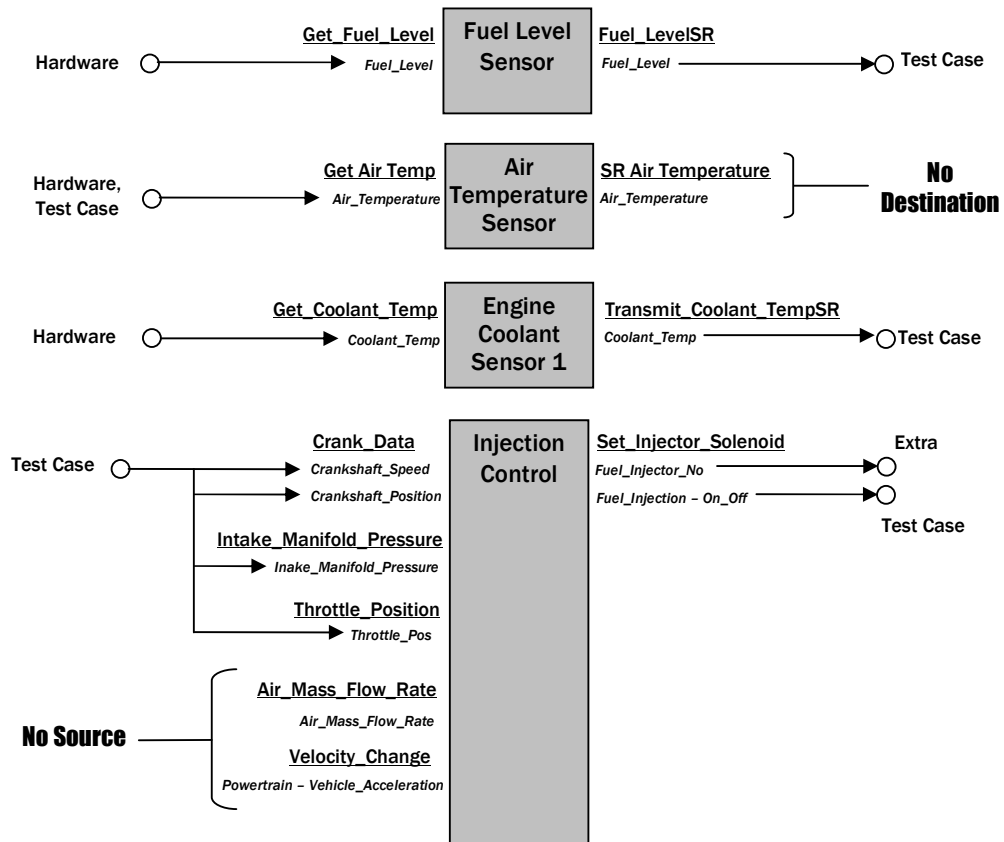 Get_Fuel_Level
Fuel Level
Sensor
Fuel_LevelSR
Hardware
Fuel_Level
Fuel_Level
Test Case
Hardware,
Test Case
Get Air Temp
Air_Temperature
Air
Temperature
Sensor
SR Air Temperature
Air_Temperature
No
Destination
Hardware
Get_Coolant_Temp
Coolant_Temp
Engine
Coolant
Sensor 1
Transmit_Coolant_TempSR
Coolant_Temp
Test Case
Test Case
Crank_Data
Crankshaft_Speed
Crankshaft_Position
Intake_Manifold_Pressure
Inake_Manifold_Pressure
Throttle_Position
Throttle_Pos
Injection
Control
Set_Injector_Solenoid
Fuel_Injector_No
Fuel_Injection – On_Off
Extra
Test Case
No Source
Air_Mass_Flow_Rate
Air_Mass_Flow_Rate
Velocity_Change
Powertrain – Vehicle_Acceleration